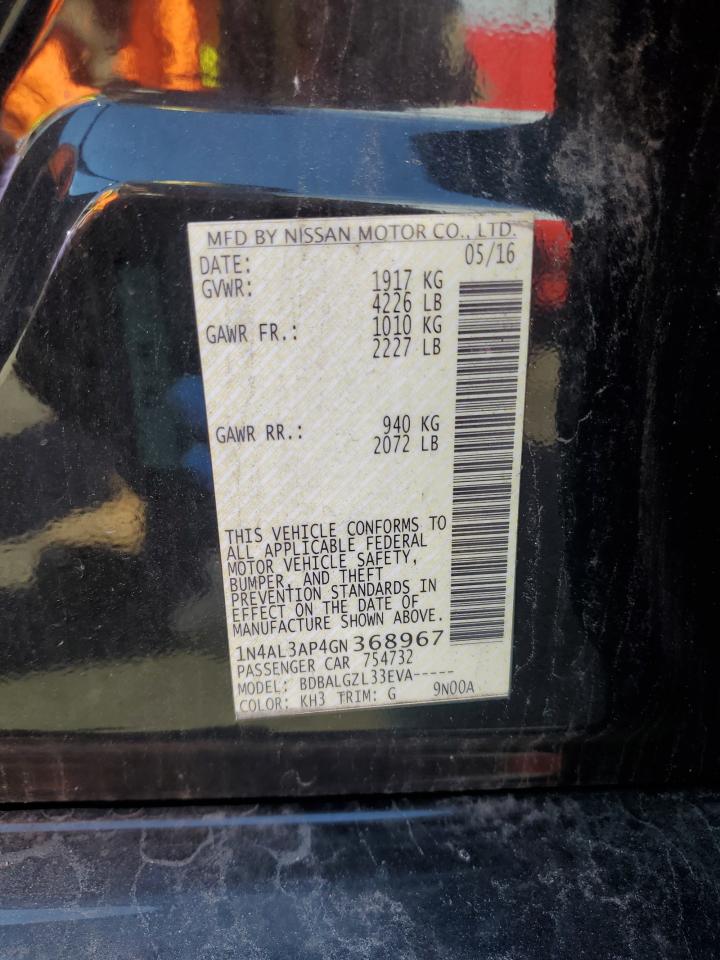 MFD BY NISSAN MOTOR CO., LTD.
DATE: 05/16
GVWR: 1917 KG
4226 LB
GAWR FR.: 1010 KG
2227 LB
GAWR RR.: 940 KG
2072 LB
THIS VEHICLE CONFORMS TO
ALL APPLICABLE FEDERAL
MOTOR VEHICLE SAFETY,
BUMPER, AND THEFT
PREVENTION STANDARDS IN
EFFECT ON THE DATE OF
MANUFACTURE SHOWN ABOVE.
1N4AL3AP4GN368967
PASSENGER CAR 754732
MODEL: BDBALGZL33EVA-----
COLOR: KH3 TRIM: G 9N00A